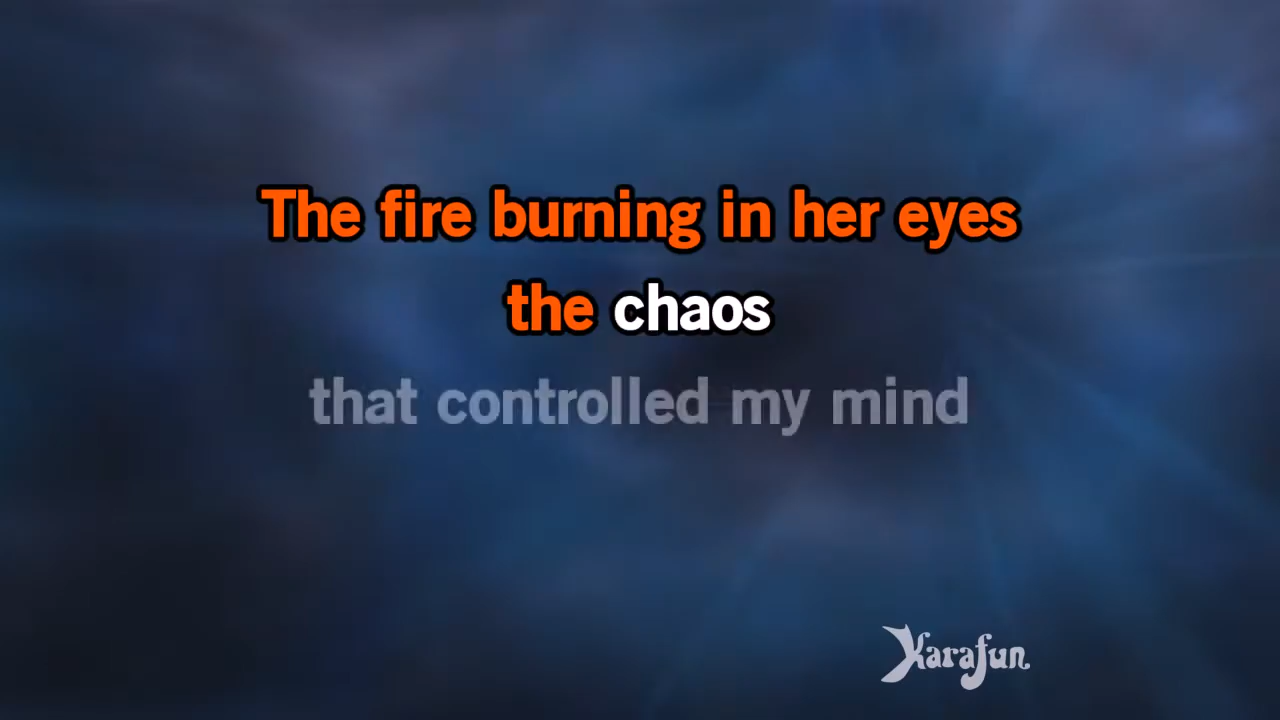 The fire burning in her eyes
the chaos
that controlled my mind
Karafun